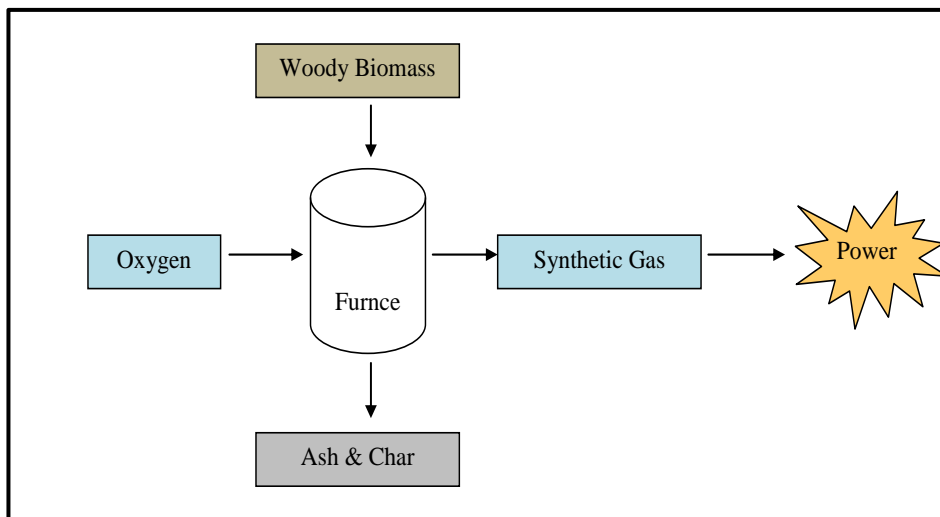 Woody Biomass
Oxygen
Furnce
Synthetic Gas
Power
Ash & Char